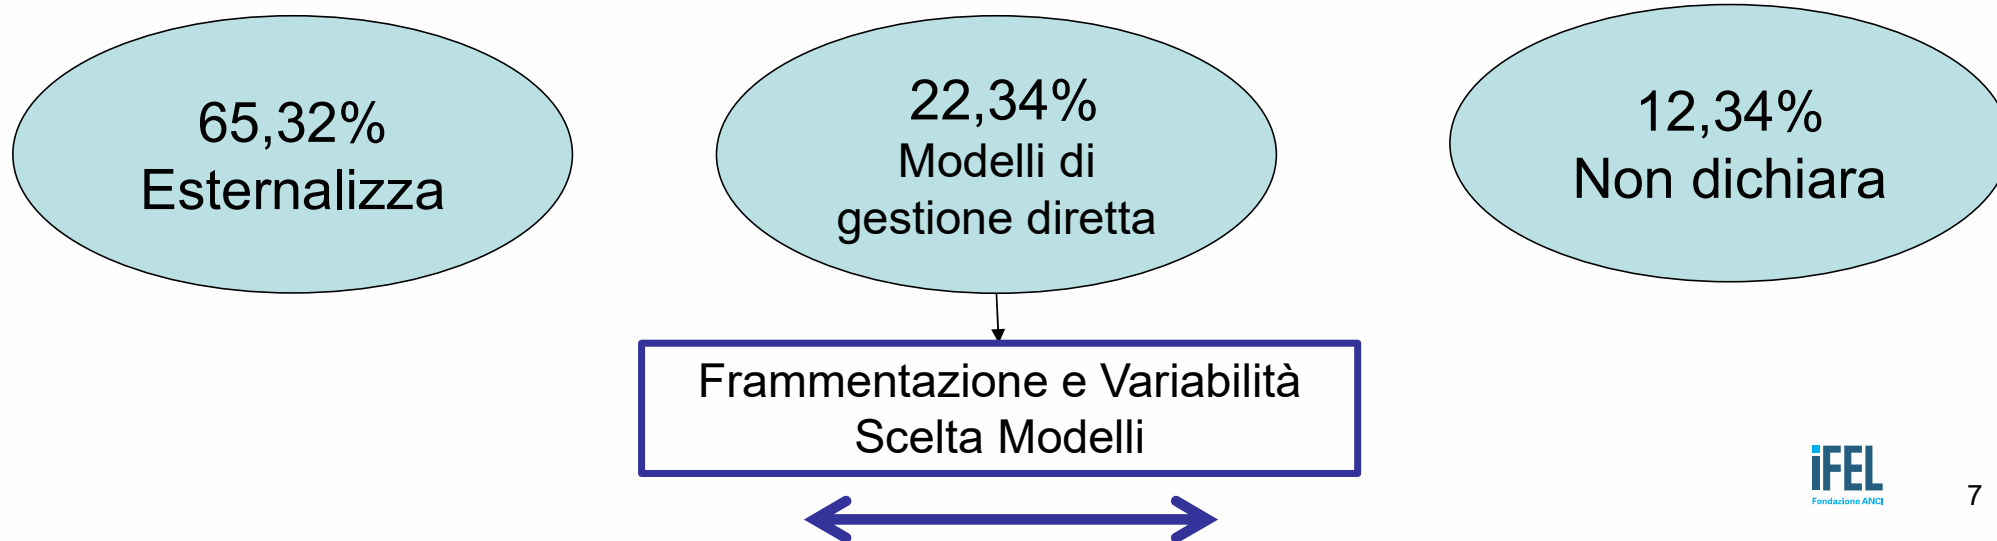 65,32%
Esternalizza
22,34%
Modelli di
gestione diretta
12,34%
Non dichiara
Frammentazione e Variabilità
Scelta Modelli
iFEL
Fondazione ANCI
7